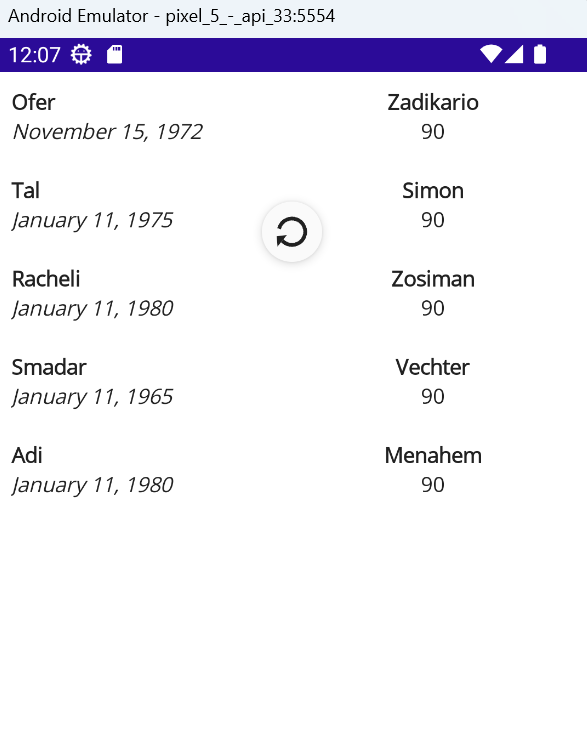 Android Emulator - pixel_5_-_api_33:5554
12:07
Ofer Zadikario
November 15, 1972 90
Tal Simon
January 11, 1975 90
Racheli Zosiman
January 11, 1980 90
Smadar Vechter
January 11, 1965 90
Adi Menahem
January 11, 1980 90